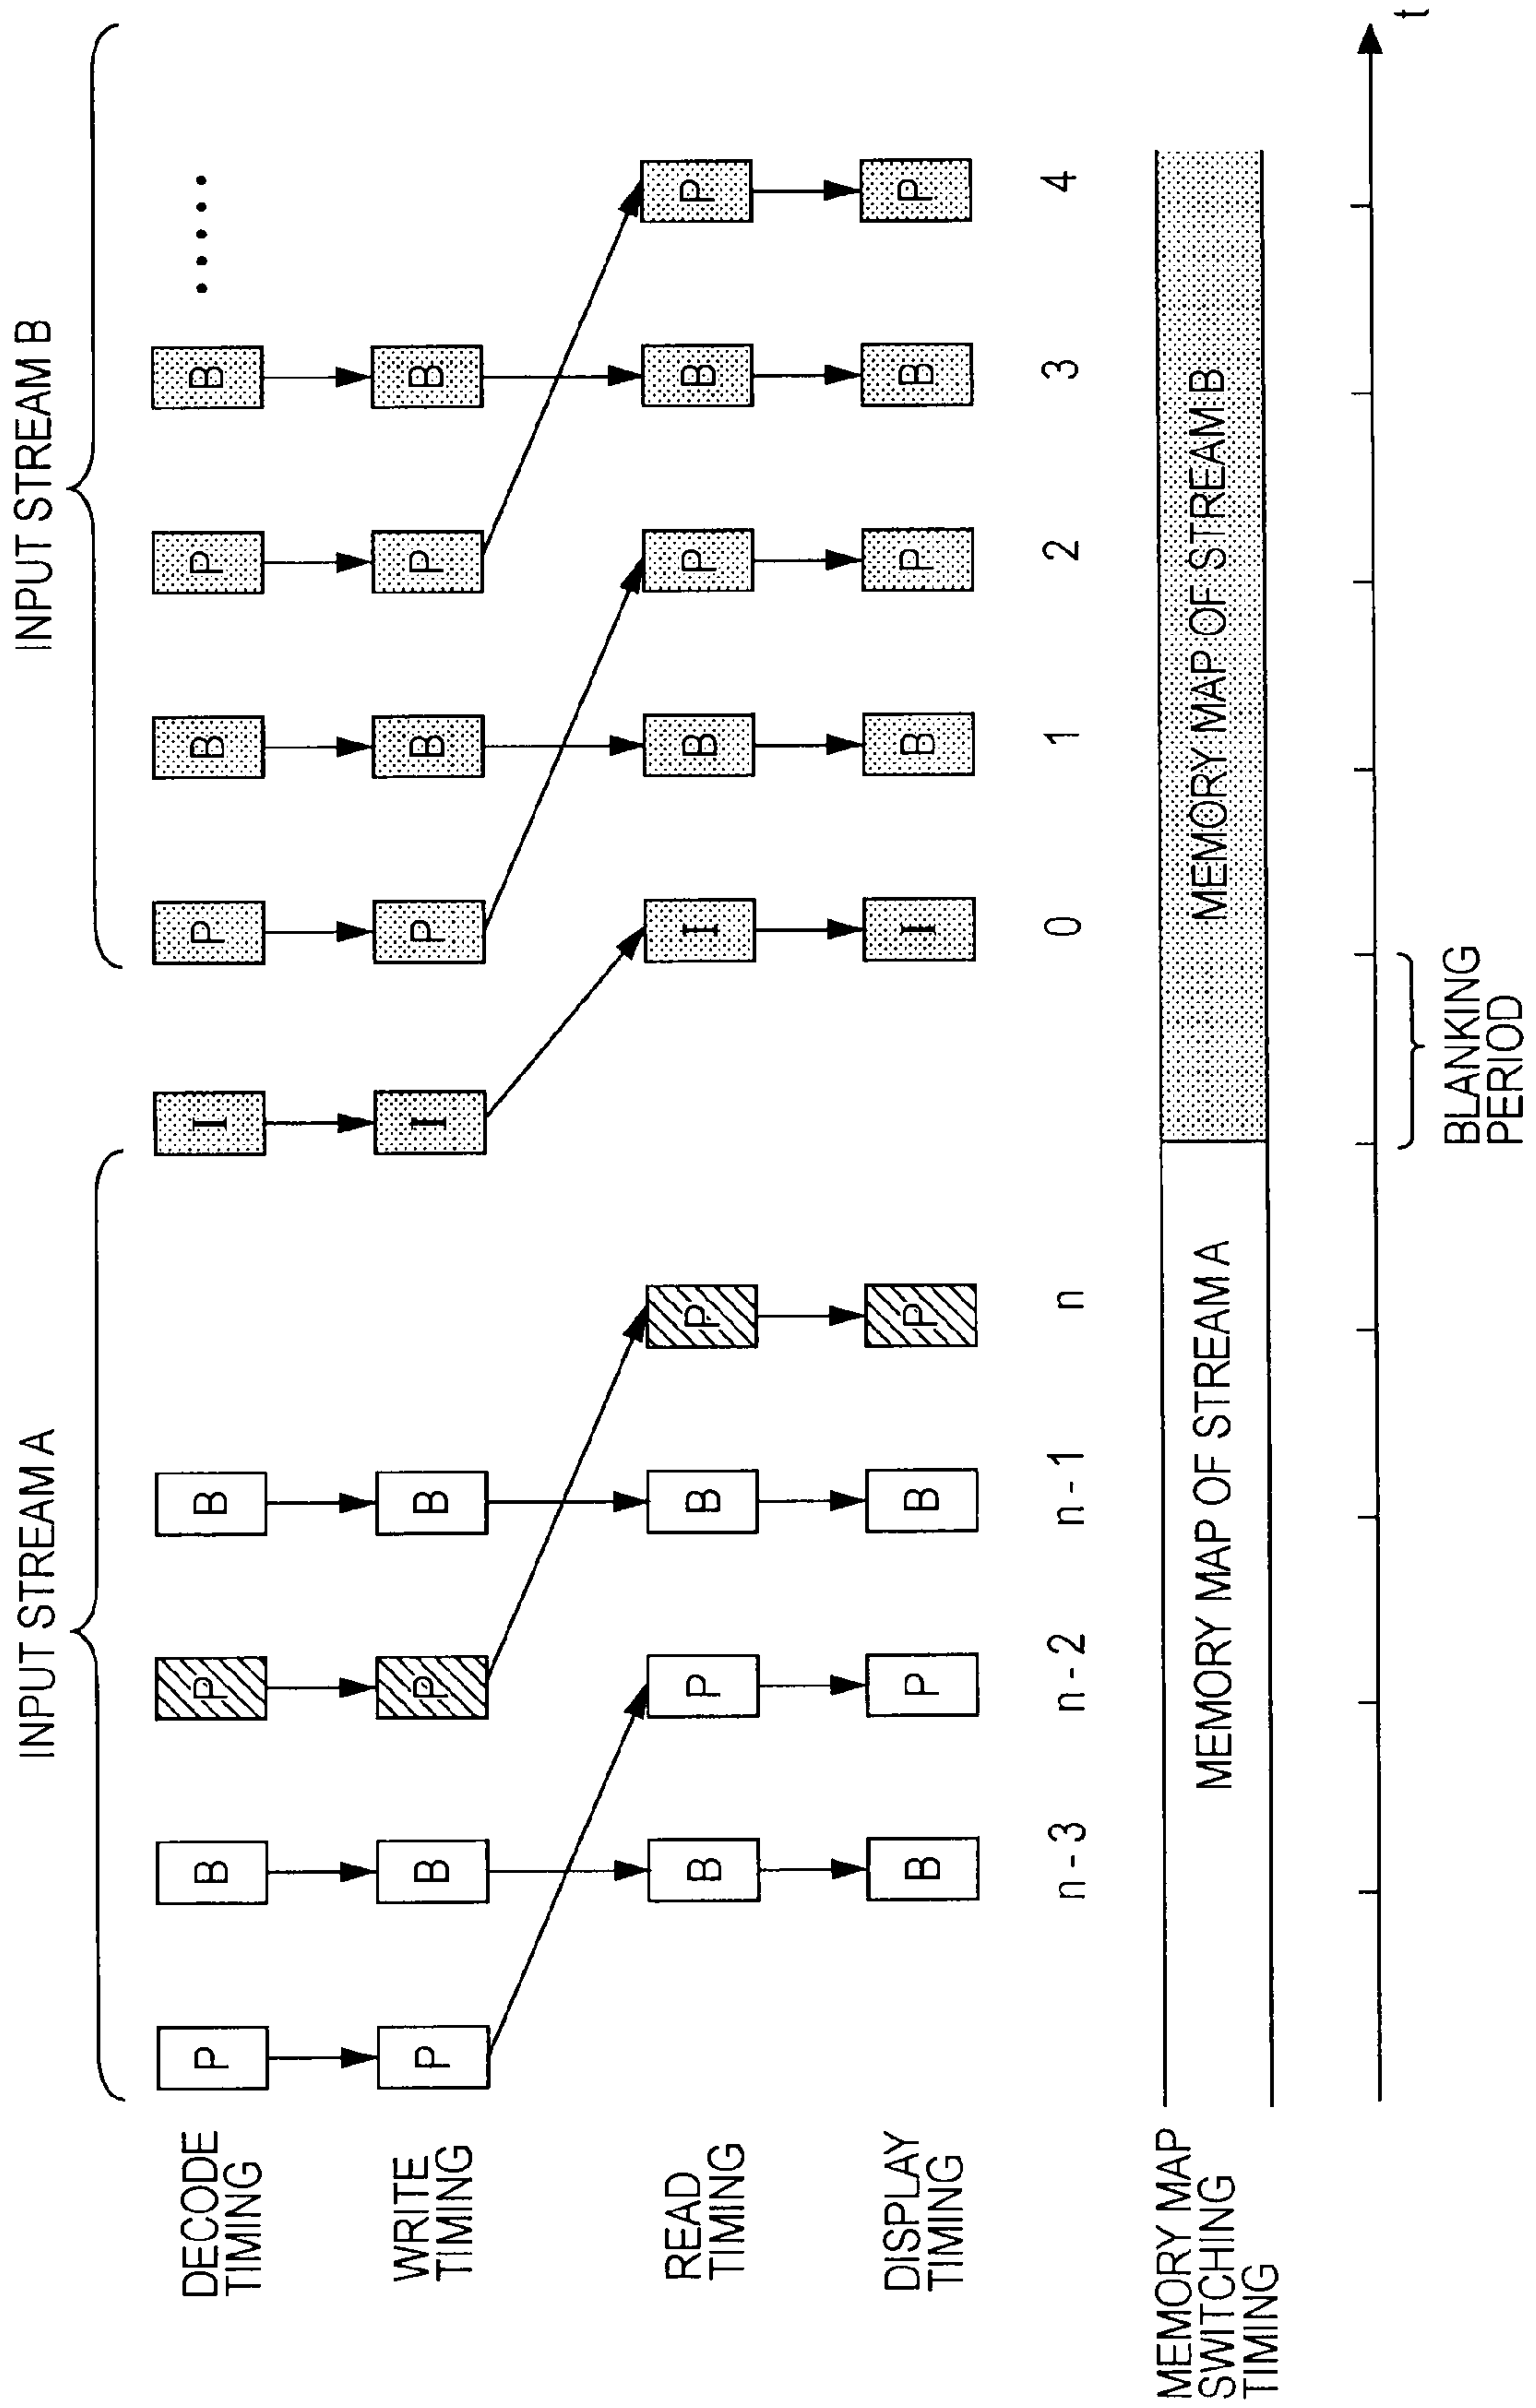 INPUT STREAM A
INPUT STREAM B
DECODE
TIMING
P
B
P
B
I
P
B
P
B
.....
WRITE
TIMING
P
B
P
B
I
P
B
P
B
READ
TIMING
B
P
B
P
I
B
P
B
P
DISPLAY
TIMING
B
P
B
P
I
B
P
B
P
n-3
n-2
n-1
n
0
1
2
3
4
MEMORY MAP
SWITCHING
TIMING
MEMORY MAP OF STREAM A
MEMORY MAP OF STREAM B
t
BLANKING
PERIOD